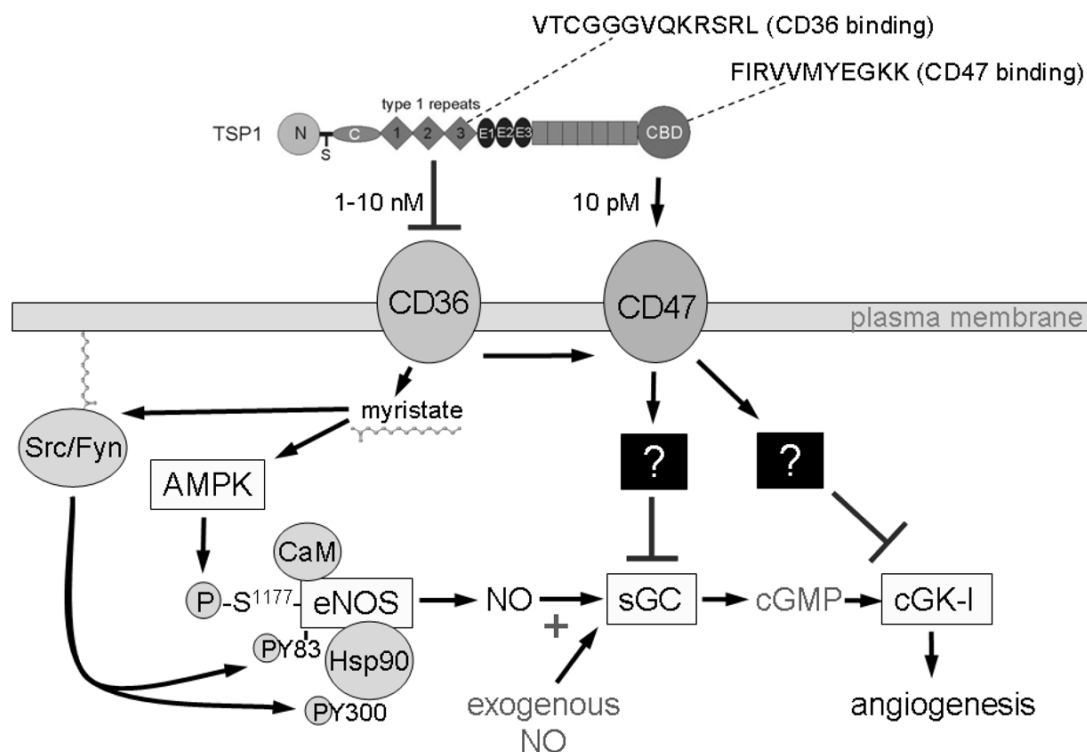 VTCGGGVQKRSRL (CD36 binding)
FIRVVMYEGKK (CD47 binding)
type 1 repeats
TSP1
N
S
C
1
2
3
E1
E2
E3
CBD
1-10 nM
10 pM
CD36
CD47
plasma membrane
myristate
Src/Fyn
?
?
AMPK
CaM
P
-S1177-
eNOS
NO
+
sGC
cGMP
cGK-I
PY83
Hsp90
PY300
exogenous
NO
angiogenesis